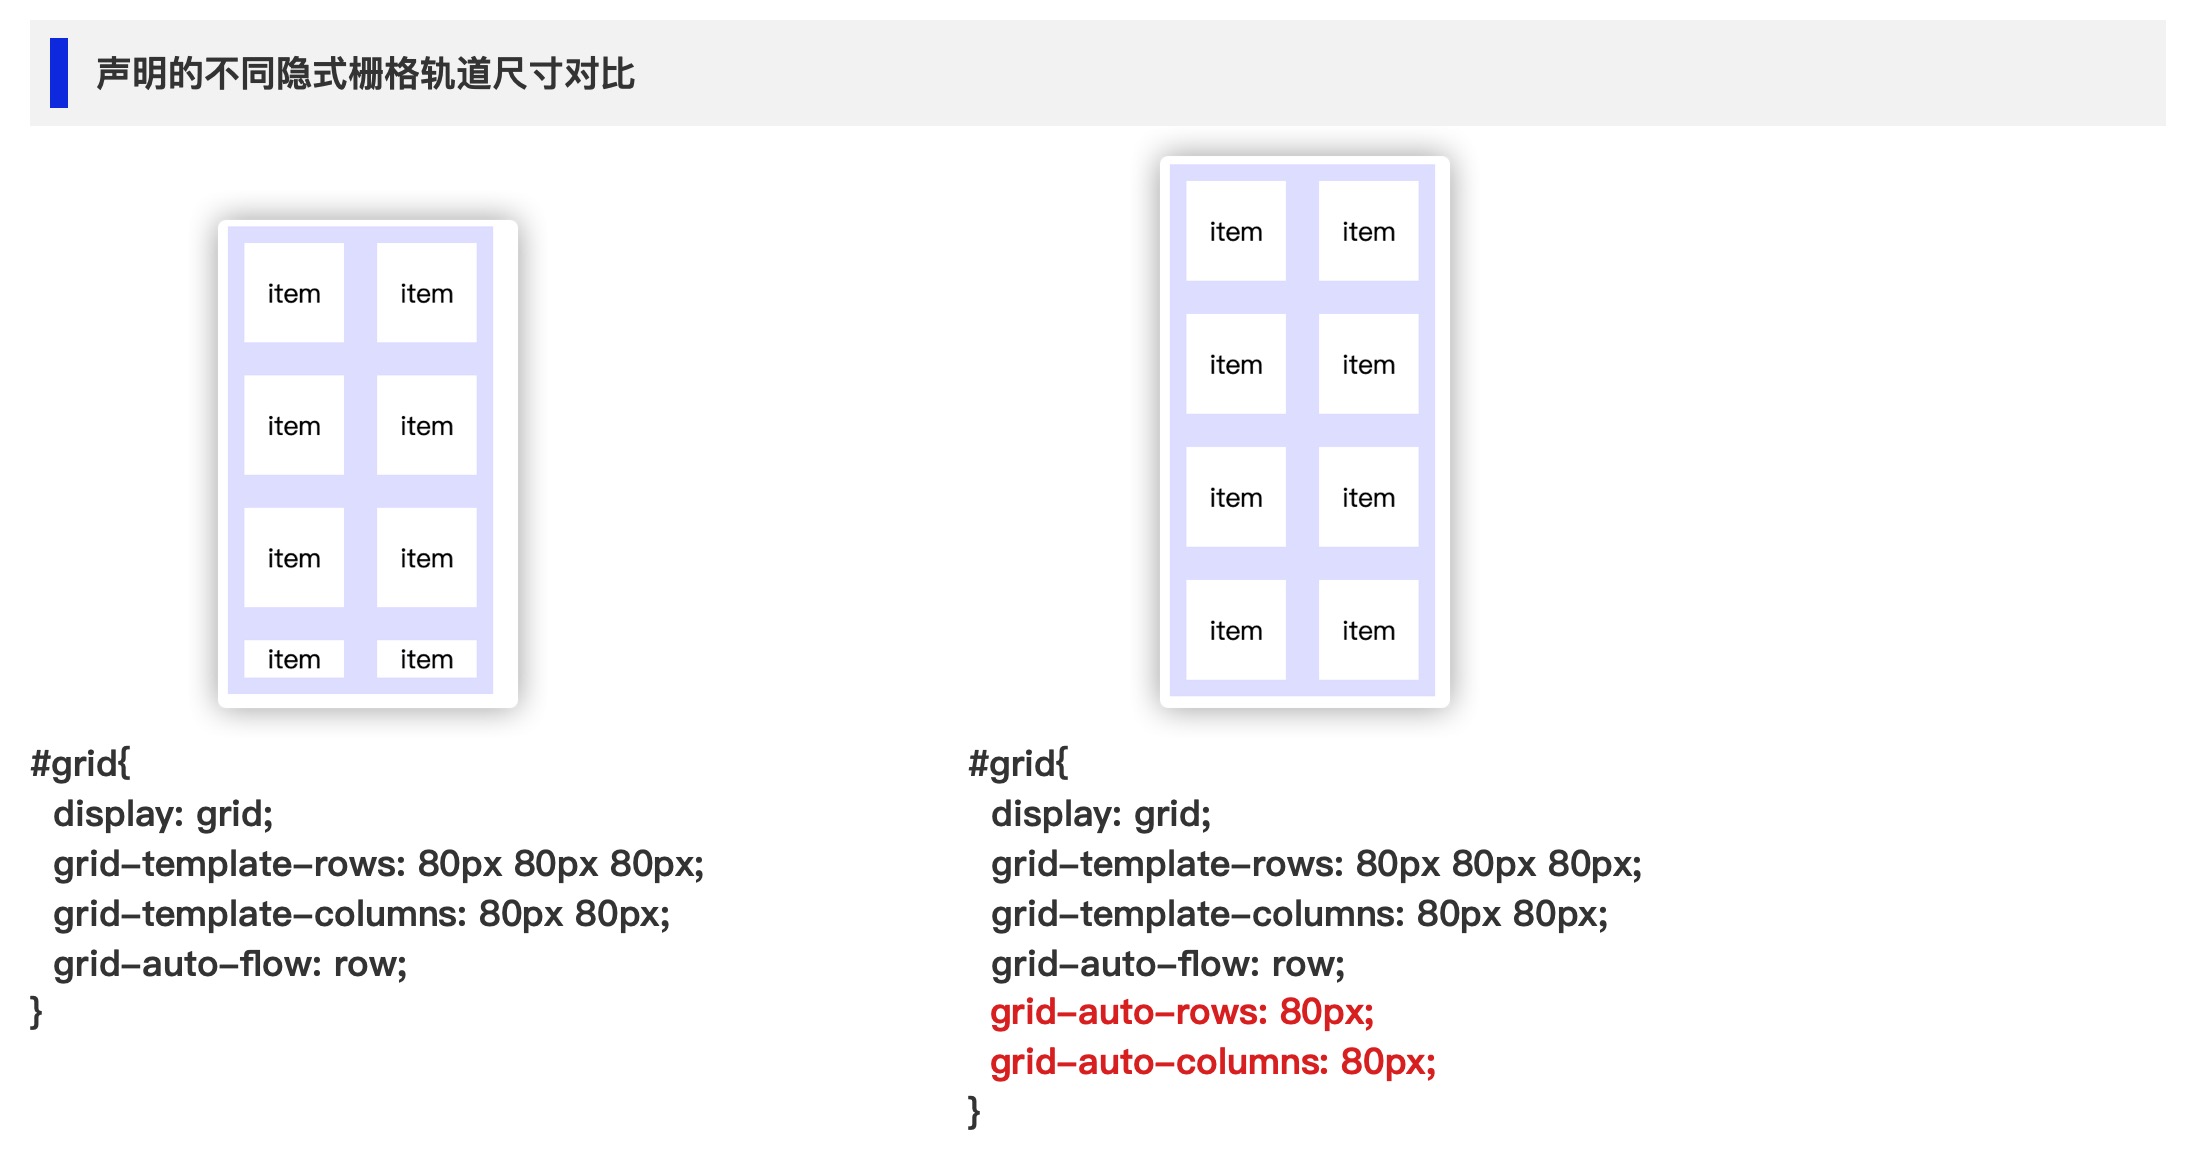 声明的不同隐式栅格轨道尺寸对比
item item
item item
item item
item item
#grid{
display: grid;
grid-template-rows: 80px 80px 80px;
grid-template-columns: 80px 80px;
grid-auto-flow: row;
}
item item
item item
item item
item item
#grid{
display: grid;
grid-template-rows: 80px 80px 80px;
grid-template-columns: 80px 80px;
grid-auto-flow: row;
grid-auto-rows: 80px;
grid-auto-columns: 80px;
}